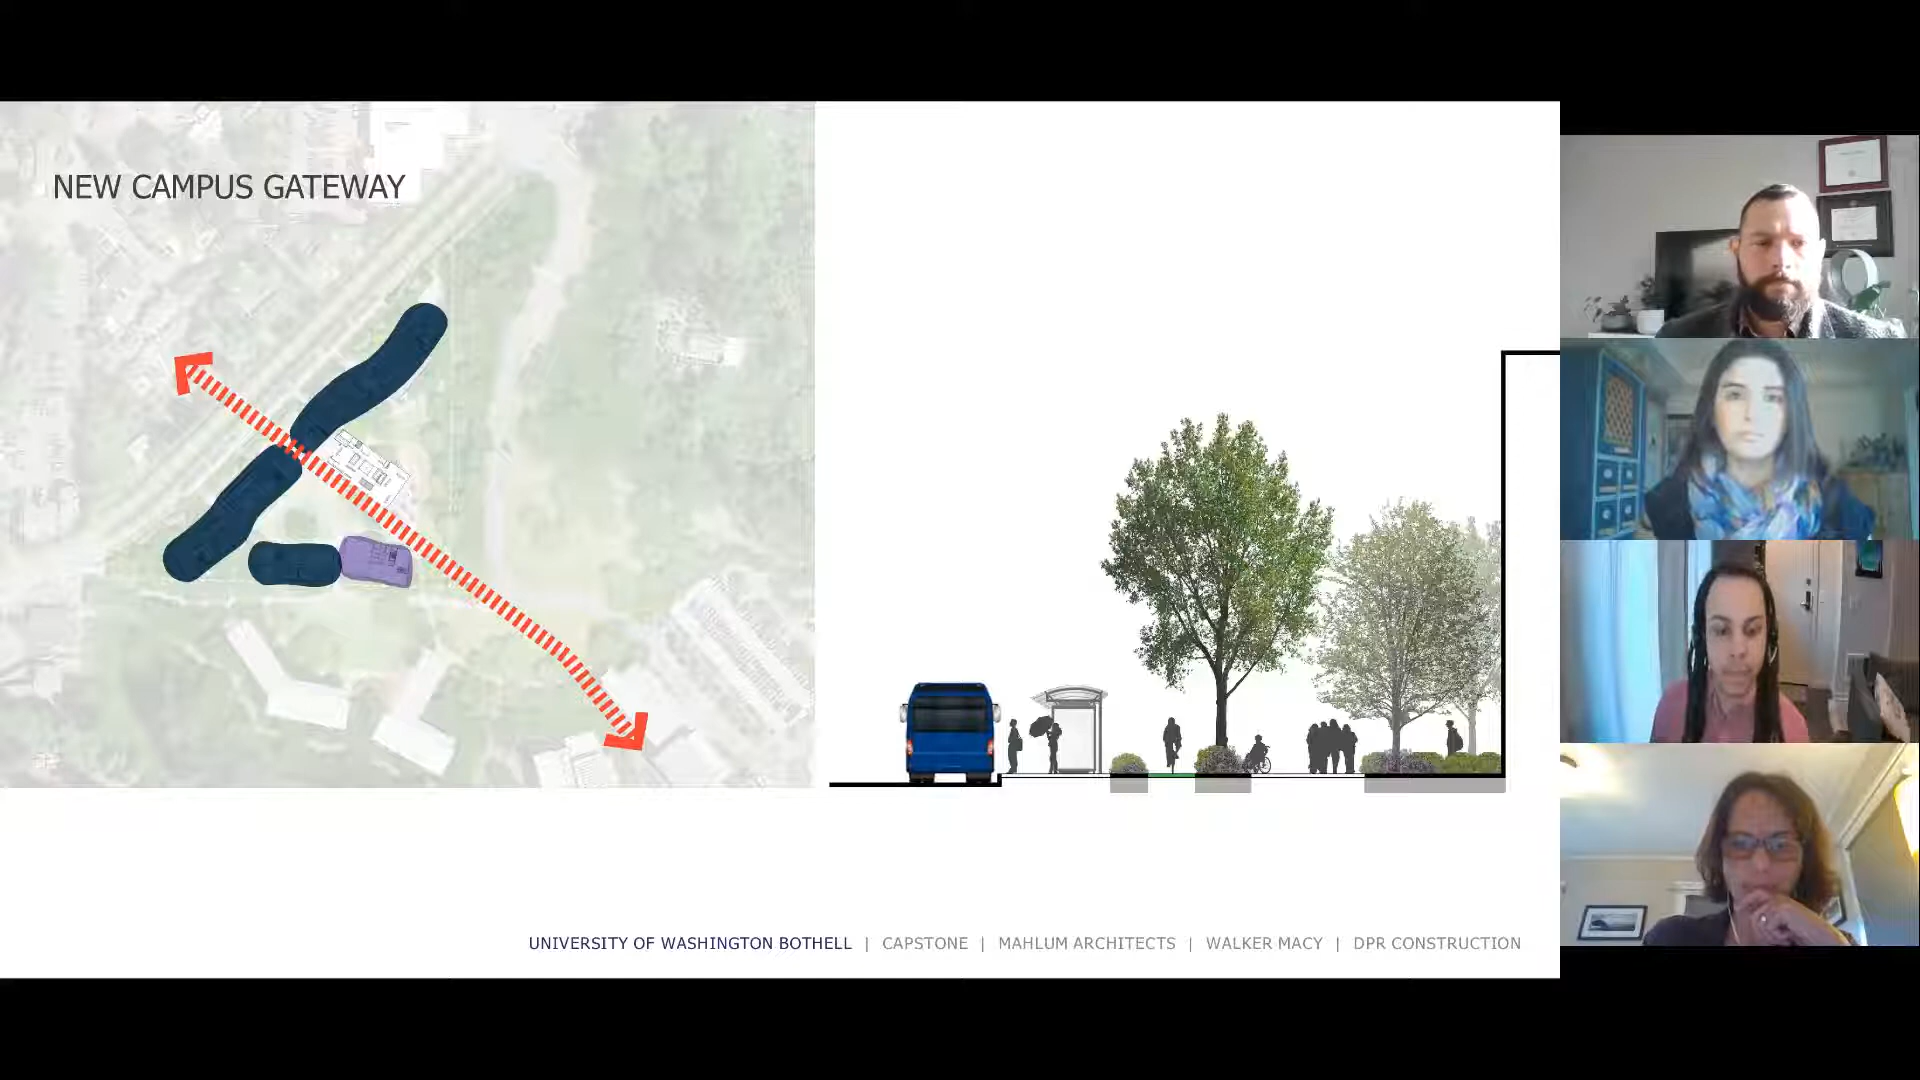 NEW CAMPUS GATEWAY
UNIVERSITY OF WASHINGTON BOTHELL | CAPSTONE | MAHLUM ARCHITECTS | WALKER MACY | DPR CONSTRUCTION